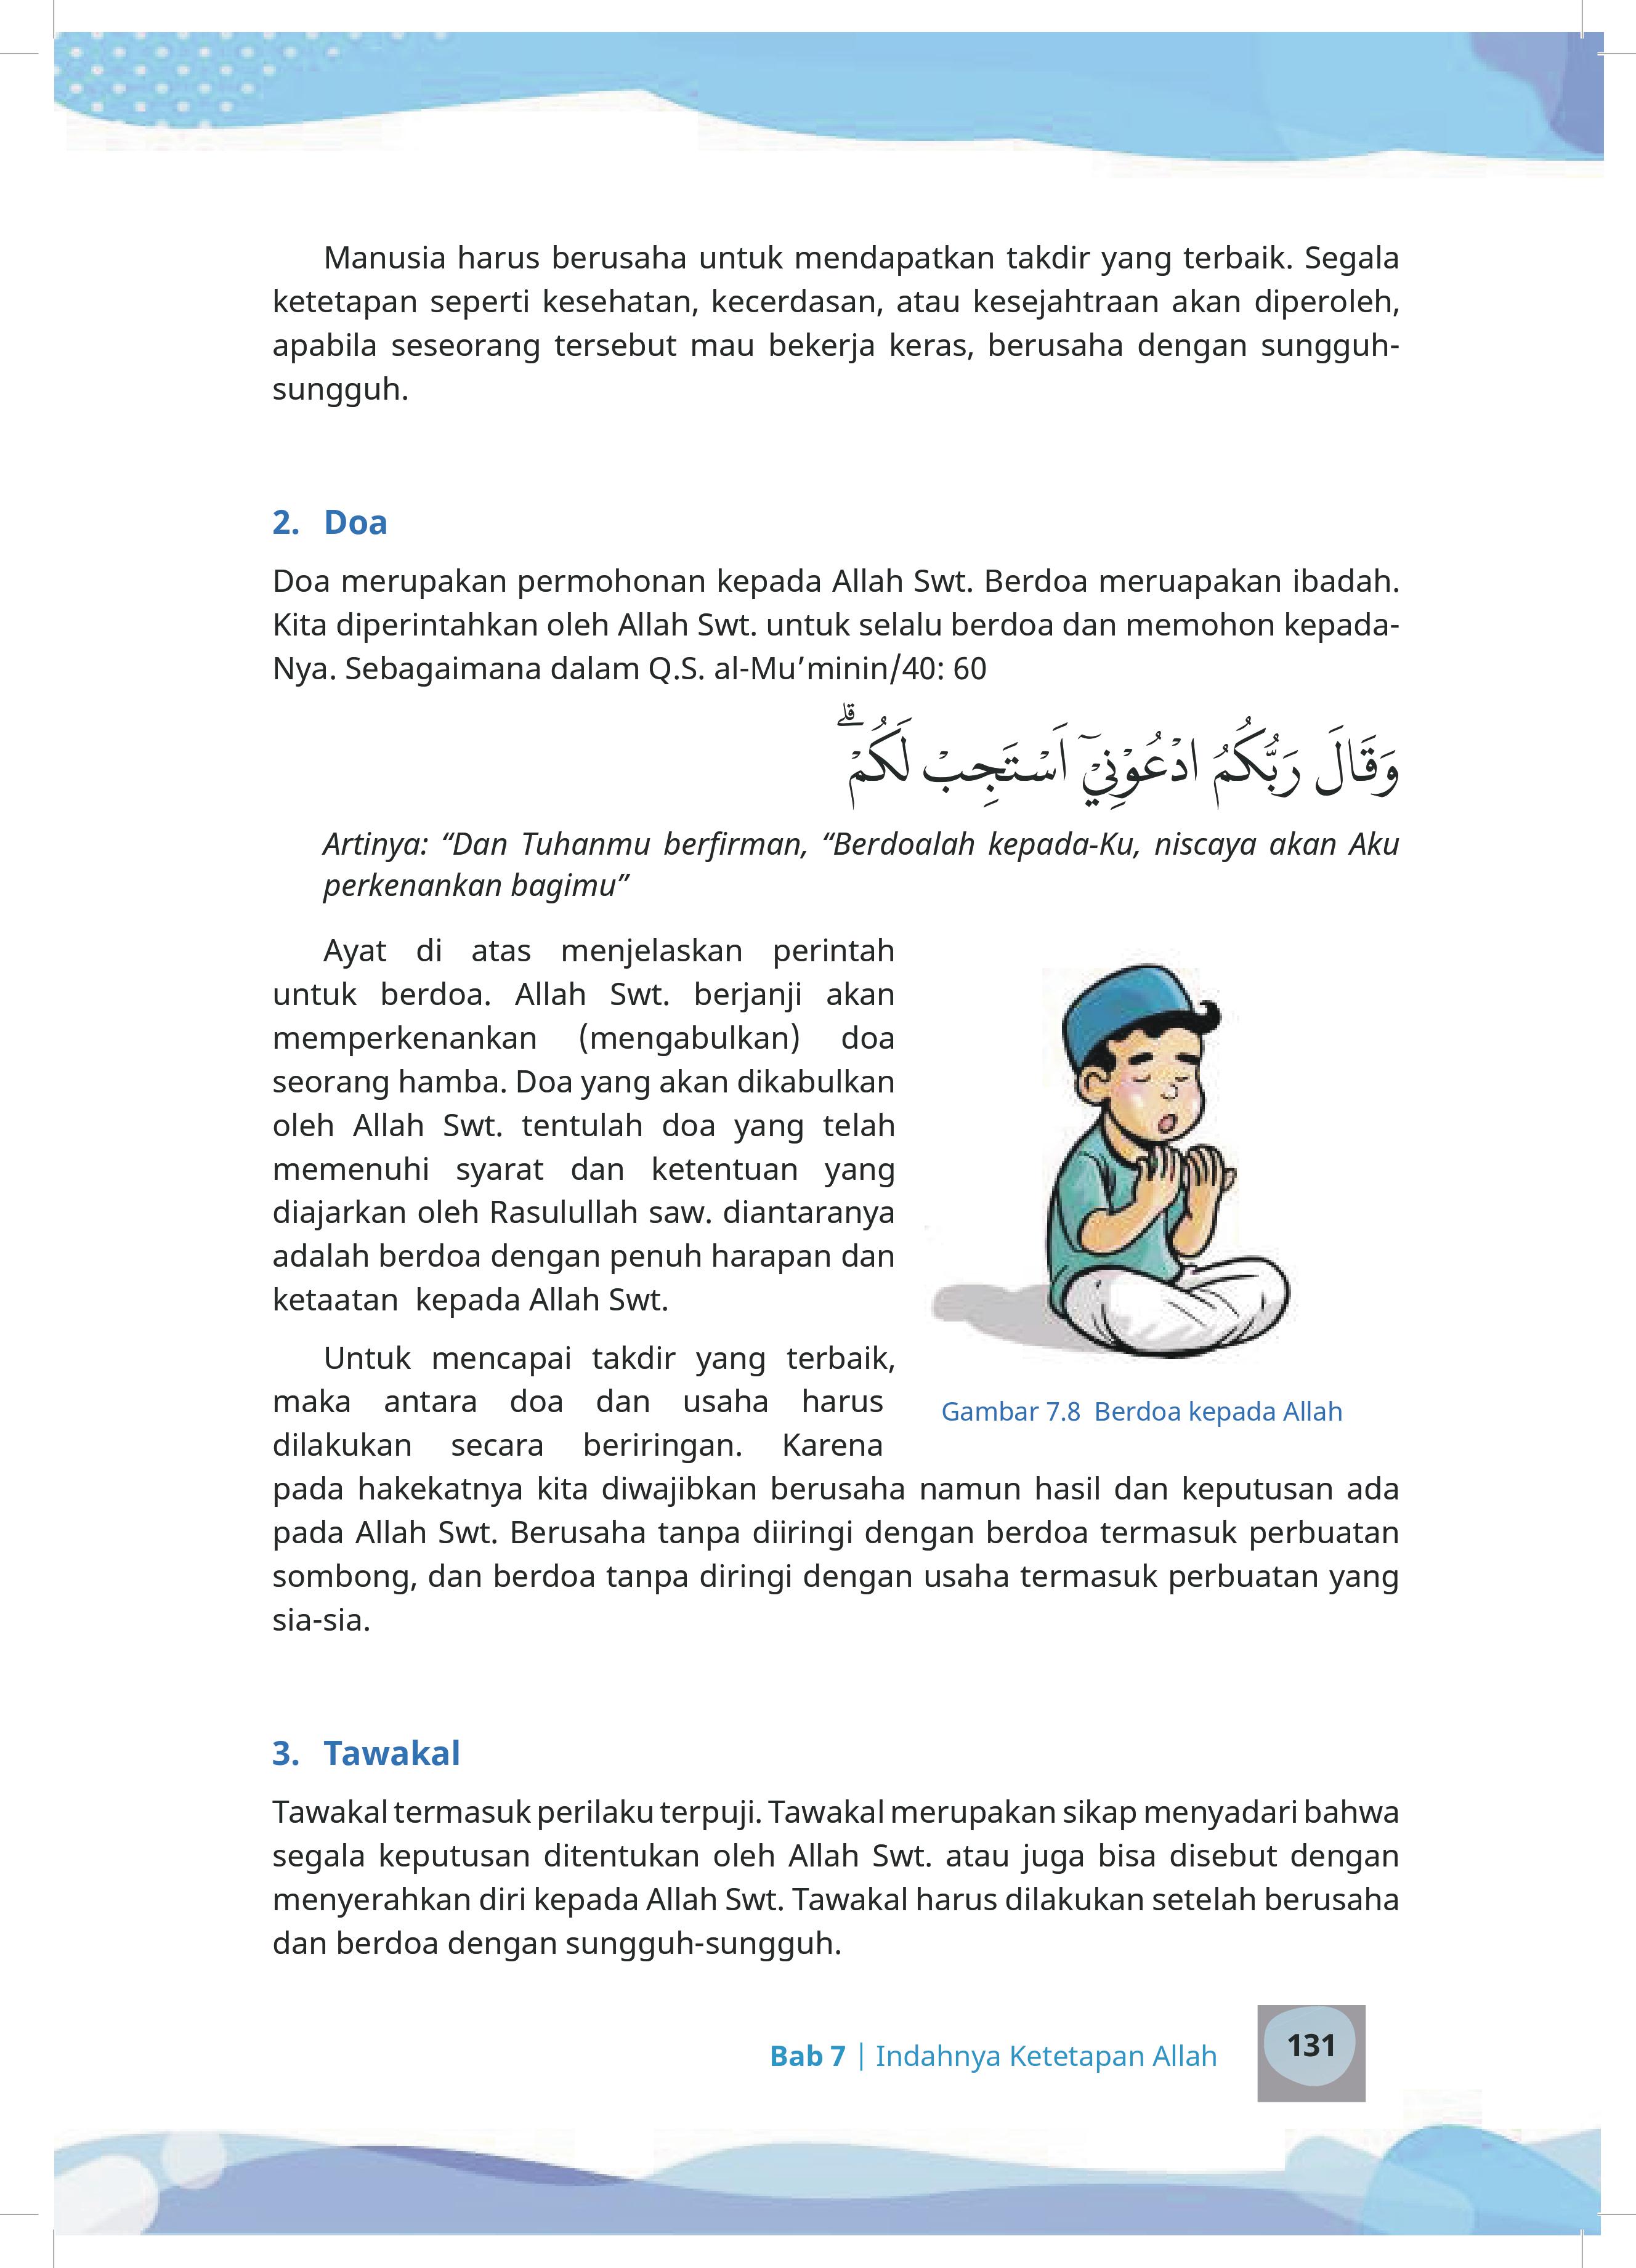 Manusia harus berusaha untuk mendapatkan takdir yang terbaik. Segala
ketetapan seperti kesehatan, kecerdasan, atau kesejahtraan akan diperoleh,
apabila seseorang tersebut mau bekerja keras, berusaha dengan sungguh-
sungguh.
2. Doa
Doa merupakan permohonan kepada Allah Swt. Berdoa meruapakan ibadah.
Kita diperintahkan oleh Allah Swt. untuk selalu berdoa dan memohon kepada-
Nya. Sebagaimana dalam Q.S. al-Mu’minin/40: 60
وَقَالَ رَبُّكُمُ ادْعُوْنِيْٓ اَسْتَجِبْ لَكُمْۗ
Artinya: “Dan Tuhanmu berfirman, “Berdoalah kepada-Ku, niscaya akan Aku
perkenankan bagimu”
Ayat di atas menjelaskan perintah
untuk berdoa. Allah Swt. berjanji akan
memperkenankan (mengabulkan) doa
seorang hamba. Doa yang akan dikabulkan
oleh Allah Swt. tentulah doa yang telah
memenuhi syarat dan ketentuan yang
diajarkan oleh Rasulullah saw. diantaranya
adalah berdoa dengan penuh harapan dan
ketaatan kepada Allah Swt.
Untuk mencapai takdir yang terbaik,
maka antara doa dan usaha harus
dilakukan secara beriringan. Karena
pada hakekatnya kita diwajibkan berusaha namun hasil dan keputusan ada
pada Allah Swt. Berusaha tanpa diiringi dengan berdoa termasuk perbuatan
sombong, dan berdoa tanpa diringi dengan usaha termasuk perbuatan yang
sia-sia.
Gambar 7.8 Berdoa kepada Allah
3. Tawakal
Tawakal termasuk perilaku terpuji. Tawakal merupakan sikap menyadari bahwa
segala keputusan ditentukan oleh Allah Swt. atau juga bisa disebut dengan
menyerahkan diri kepada Allah Swt. Tawakal harus dilakukan setelah berusaha
dan berdoa dengan sungguh-sungguh.
Bab 7 | Indahnya Ketetapan Allah 131